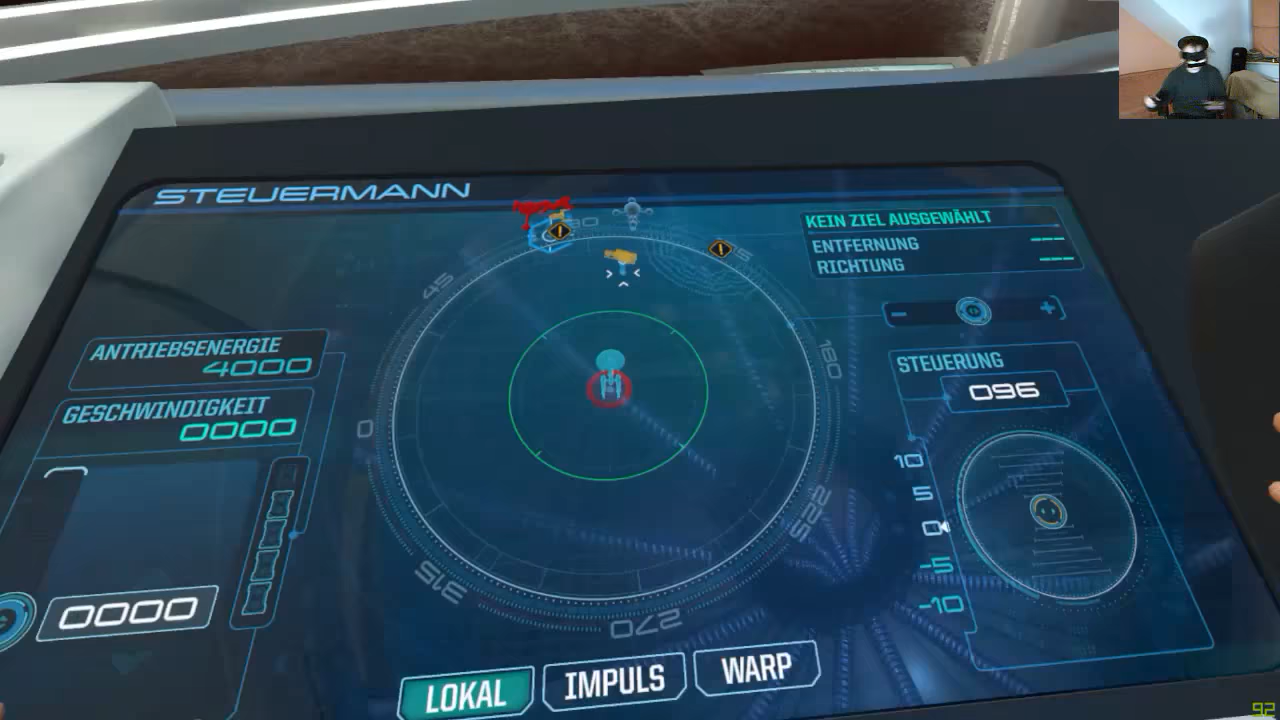 STEUERMANN
KEIN ZIEL AUSGEWÄHLT
ENTFERNUNG ---
RICHTUNG ---
45
180
0
225
315
270
ANTRIEBSENERGIE
4000
GESCHWINDIGKEIT
0000
0000
- +
STEUERUNG
096
10
5
0
-5
-10
LOKAL
IMPULS
WARP
92